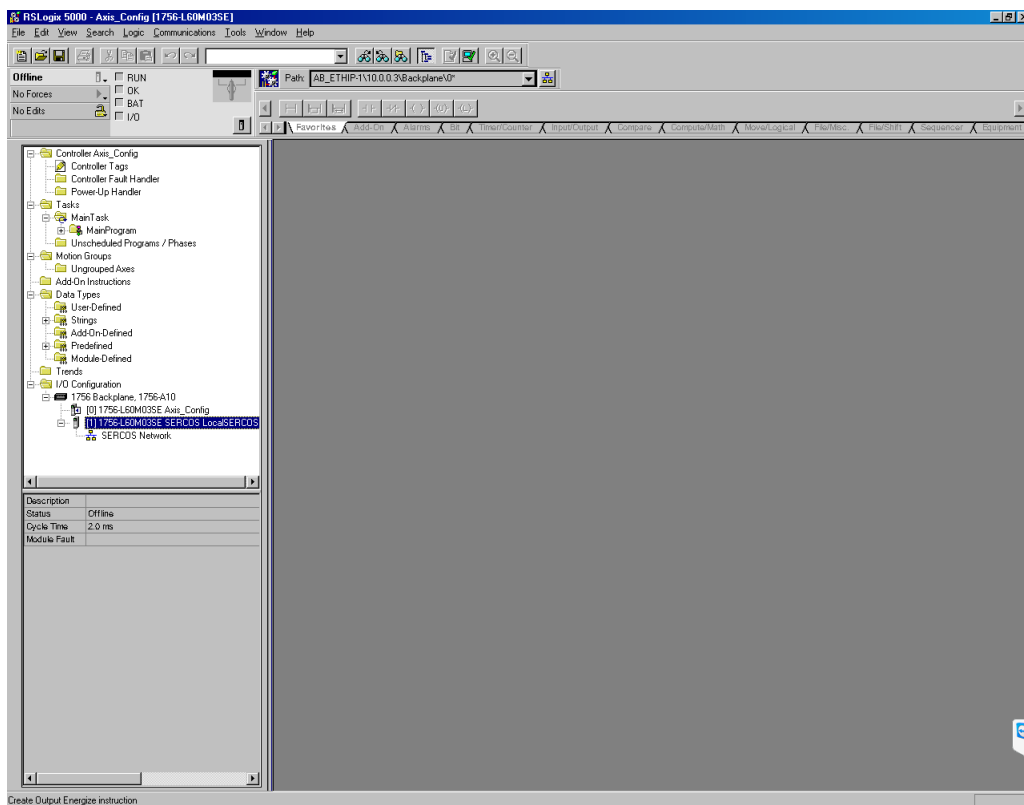 RSLogix 5000 - Axis_Config [1756-L60M03SE]
File Edit View Search Logic Communications Tools Window Help
Offline
RUN
No Forces
OK
BAT
No Edits
I/O
Path: AB_ETHIP-1\10.0.0.3\Backplane\0*
Favorites Add-On Alarms Bit Timer/Counter Input/Output Compare Compute/Math Move/Logical File/Misc. File/Shift Sequencer Equipment
Controller Axis_Config
Controller Tags
Controller Fault Handler
Power-Up Handler
Tasks
MainTask
MainProgram
Unscheduled Programs / Phases
Motion Groups
Ungrouped Axes
Add-On Instructions
Data Types
User-Defined
Strings
Add-On-Defined
Predefined
Module-Defined
Trends
I/O Configuration
1756 Backplane, 1756-A10
[0] 1756-L60M03SE Axis_Config
[1] 1756-L60M03SE SERCOS LocalSERCOS
SERCOS Network
Description
Status Offline
Cycle Time 2.0 ms
Module Fault
Create Output Energize instruction